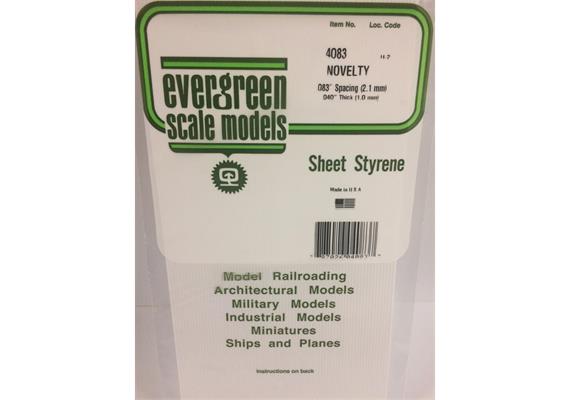 Item No. Loc. Code
4083
NOVELTY
.083" Spacing (2.1 mm)
.040" Thick (1.0 mm)
evergreen
scale models
Sheet Styrene
Made in U S A
Model Railroading
Architectural Models
Military Models
Industrial Models
Miniatures
Ships and Planes
Instructions on back